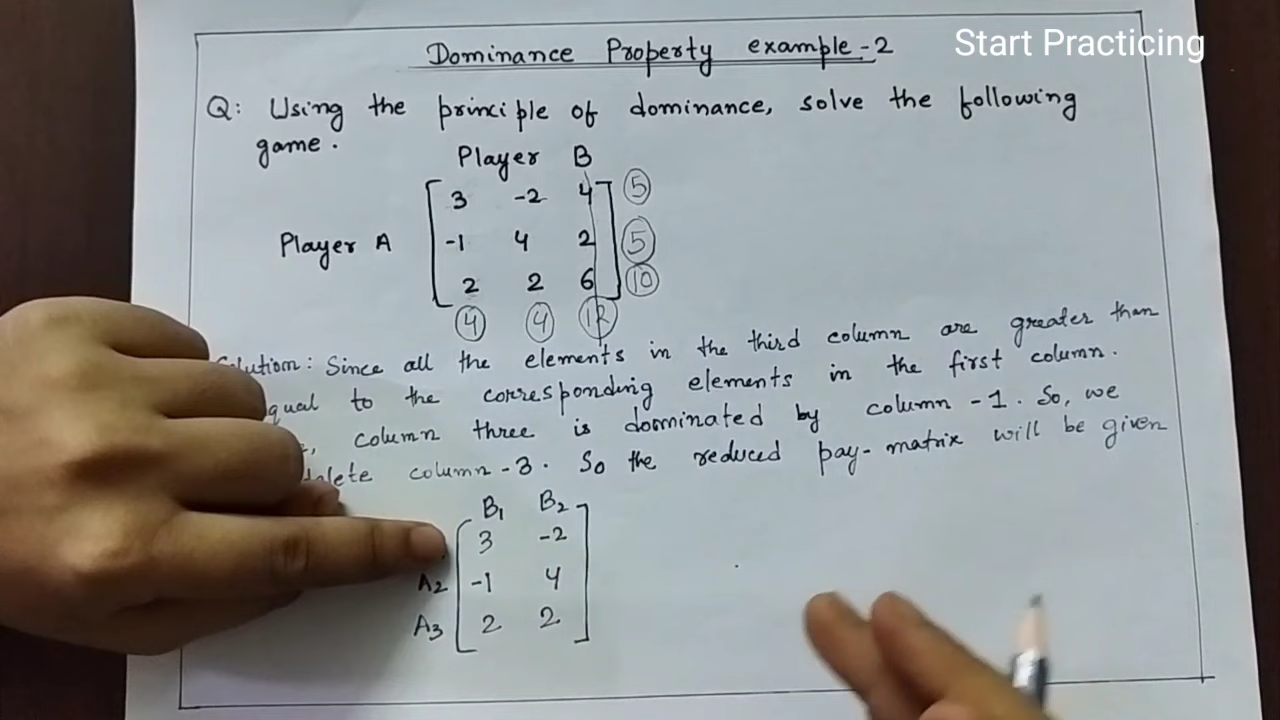 Start Practicing
Dominance Property example-2
Q: Using the principle of dominance, solve the following
game.
Player B
3 -2 4 5
Player A -1 4 2 5
2 2 6 10
4 4 12
Solution: Since all the elements in the third column are greater than
equal to the corresponding elements in the first column.
column three is dominated by column -1. So, we
delete column-3. So the reduced pay-matrix will be given
B1 B2
3 -2
A2 -1 4
A3 2 2